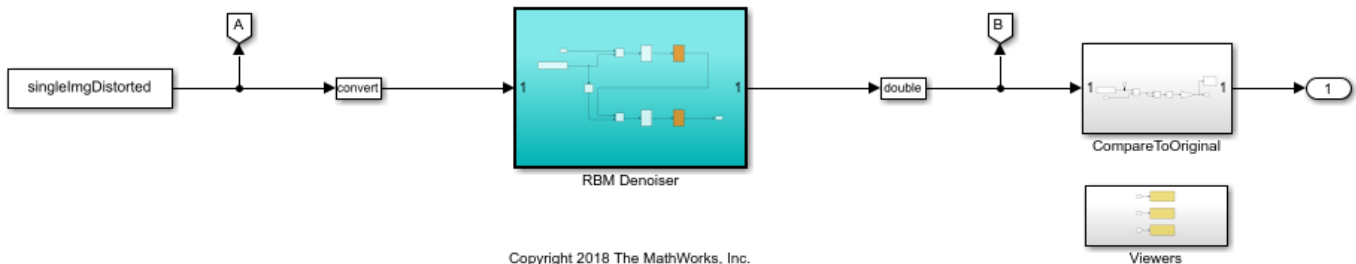 A
B
singleImgDistorted
convert
1
1
double
1
1
1
RBM Denoiser
CompareToOriginal
Viewers
Copyright 2018 The MathWorks, Inc.